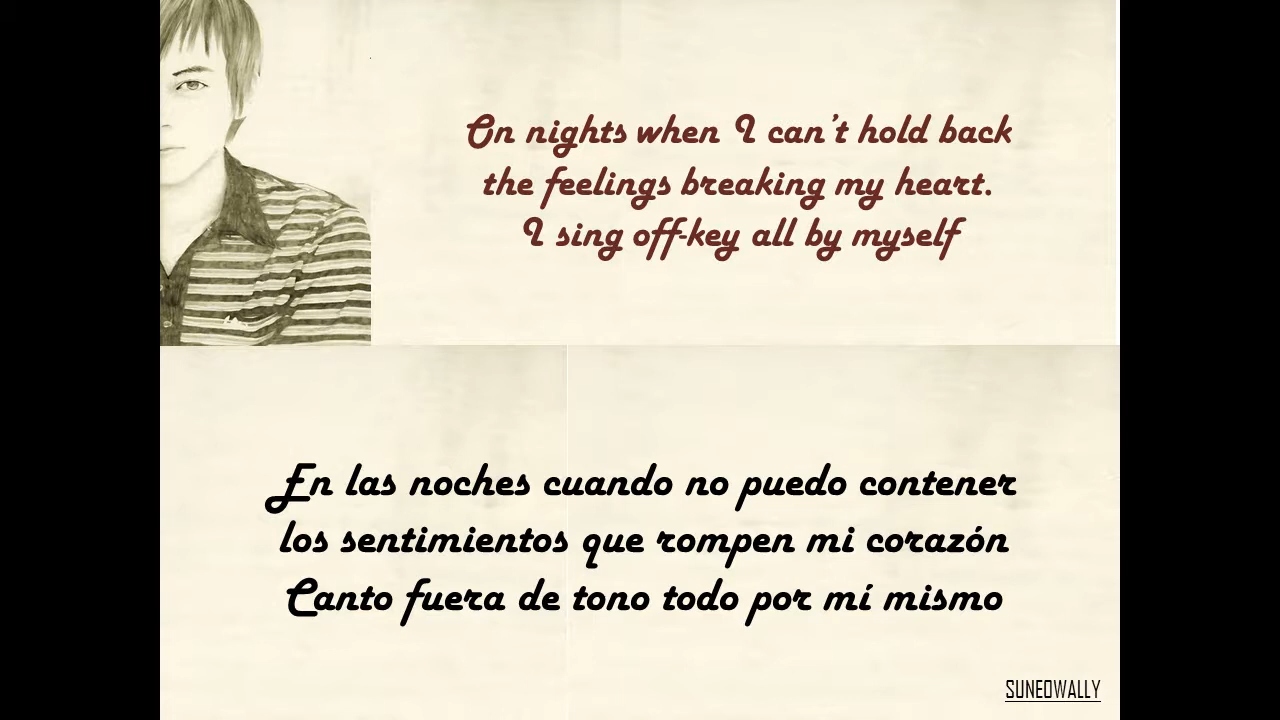 On nights when I can't hold back
the feelings breaking my heart.
I sing off-key all by myself
En las noches cuando no puedo contener
los sentimientos que rompen mi corazón
Canto fuera de tono todo por mí mismo
SUNEOWALLY